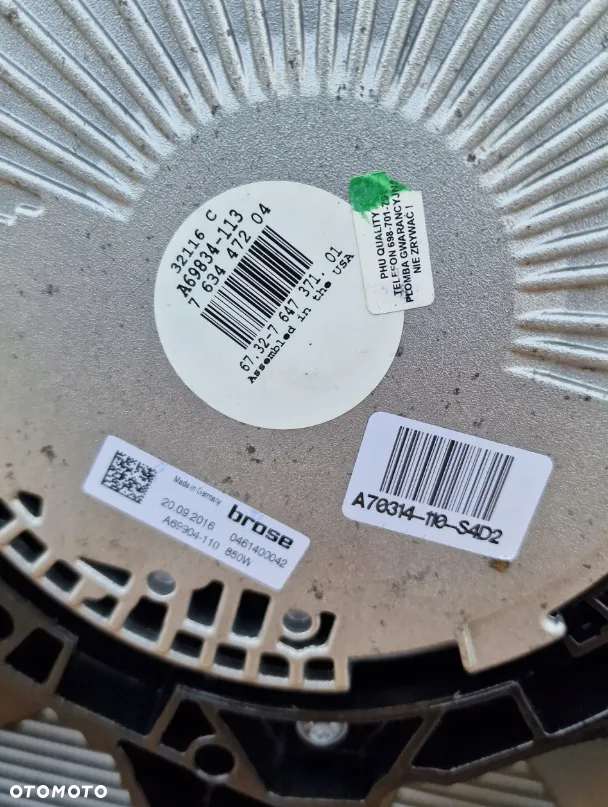 32116 C
A69834-113
7 634 472 04
67.32-7 647 371. 01
Assembled in the USA
PHU QUALITY
TELEFON 698-701-
PLOMBA GWARANCYJNA
NIE ZRYWAĆ !
A70314-110-S4D2
Made in Germany
brose
20.09.2016 0461400042
A69904-110 850W
OTOMOTO